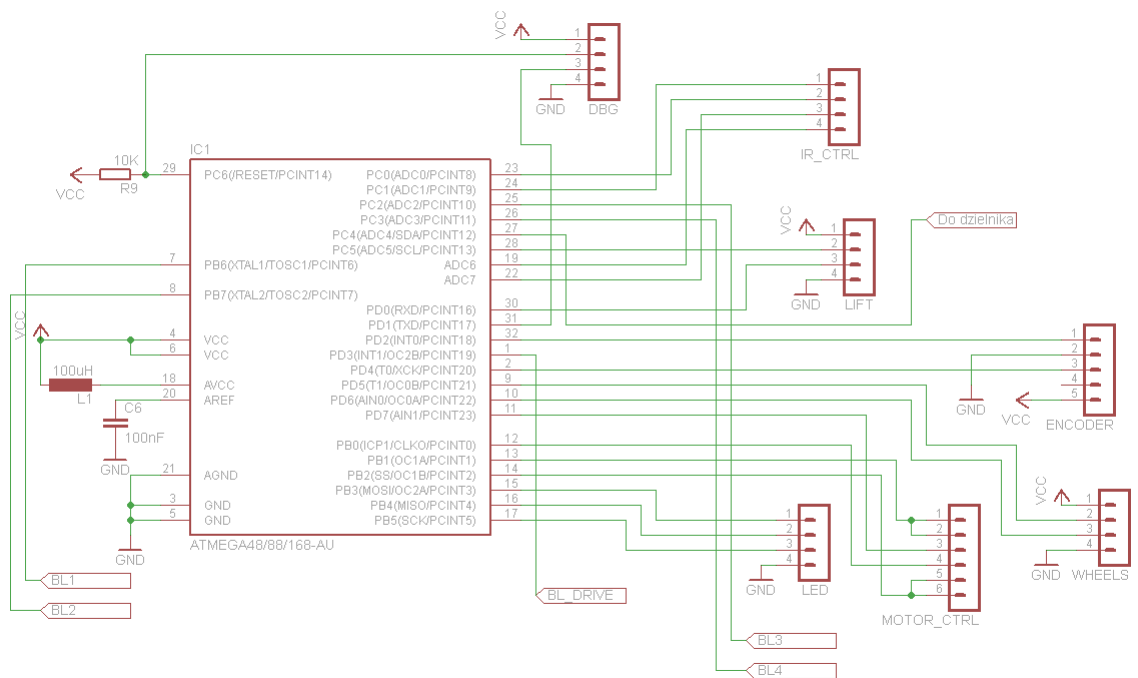 VCC
1
2
3
4
GND
DBG
1
2
3
4
IR_CTRL
IC1
10K
VCC
R9
29
PC6(/RESET/PCINT14)
PC0(ADC0/PCINT8)
23
PC1(ADC1/PCINT9)
24
PC2(ADC2/PCINT10)
25
PC3(ADC3/PCINT11)
26
PC4(ADC4/SDA/PCINT12)
27
PC5(ADC5/SCL/PCINT13)
28
Do dzielnika
7
PB6(XTAL1/TOSC1/PCINT6)
ADC6
19
ADC7
22
8
PB7(XTAL2/TOSC2/PCINT7)
VCC
1
2
3
4
GND
LIFT
PD0(RXD/PCINT16)
30
PD1(TXD/PCINT17)
31
PD2(INT0/PCINT18)
32
PD3(INT1/OC2B/PCINT19)
1
PD4(T0/XCK/PCINT20)
2
PD5(T1/OC0B/PCINT21)
9
PD6(AIN0/OC0A/PCINT22)
10
PD7(AIN1/PCINT23)
11
VCC
4
VCC
6
VCC
100uH
L1
18
AVCC
20
AREF
C6
100nF
GND
1
2
3
4
5
GND
VCC
ENCODER
PB0(ICP1/CLKO/PCINT0)
12
PB1(OC1A/PCINT1)
13
PB2(SS/OC1B/PCINT2)
14
PB3(MOSI/OC2A/PCINT3)
15
PB4(MISO/PCINT4)
16
PB5(SCK/PCINT5)
17
21
AGND
3
GND
5
GND
GND
ATMEGA48/88/168-AU
VCC
1
2
3
4
GND
WHEELS
1
2
3
4
GND
LED
1
2
3
4
5
6
MOTOR_CTRL
BL1
BL2
BL_DRIVE
BL3
BL4